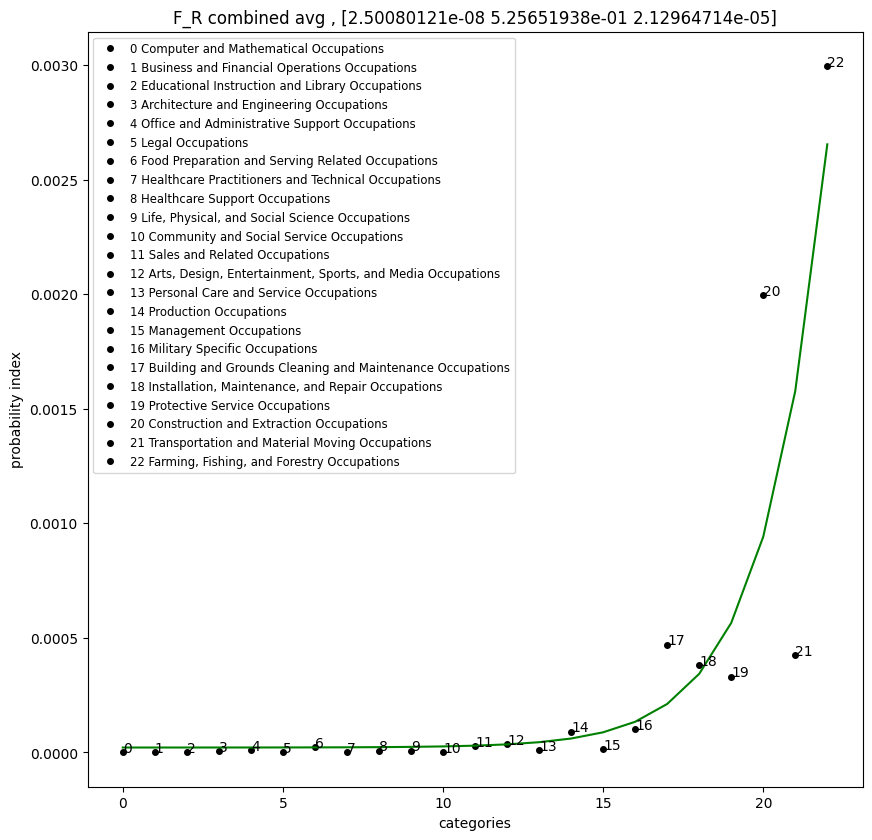 F_R combined avg , [2.50080121e-08 5.25651938e-01 2.12964714e-05]
0 Computer and Mathematical Occupations
1 Business and Financial Operations Occupations
2 Educational Instruction and Library Occupations
3 Architecture and Engineering Occupations
4 Office and Administrative Support Occupations
5 Legal Occupations
6 Food Preparation and Serving Related Occupations
7 Healthcare Practitioners and Technical Occupations
8 Healthcare Support Occupations
9 Life, Physical, and Social Science Occupations
10 Community and Social Service Occupations
11 Sales and Related Occupations
12 Arts, Design, Entertainment, Sports, and Media Occupations
13 Personal Care and Service Occupations
14 Production Occupations
15 Management Occupations
16 Military Specific Occupations
17 Building and Grounds Cleaning and Maintenance Occupations
18 Installation, Maintenance, and Repair Occupations
19 Protective Service Occupations
20 Construction and Extraction Occupations
21 Transportation and Material Moving Occupations
22 Farming, Fishing, and Forestry Occupations
probability index
0.0030
0.0025
0.0020
0.0015
0.0010
0.0005
0.0000
0
1
2
3
4
5
6
7
8
9
10
11
12
13
14
15
16
17
18
19
20
21
22
0
5
10
15
20
categories